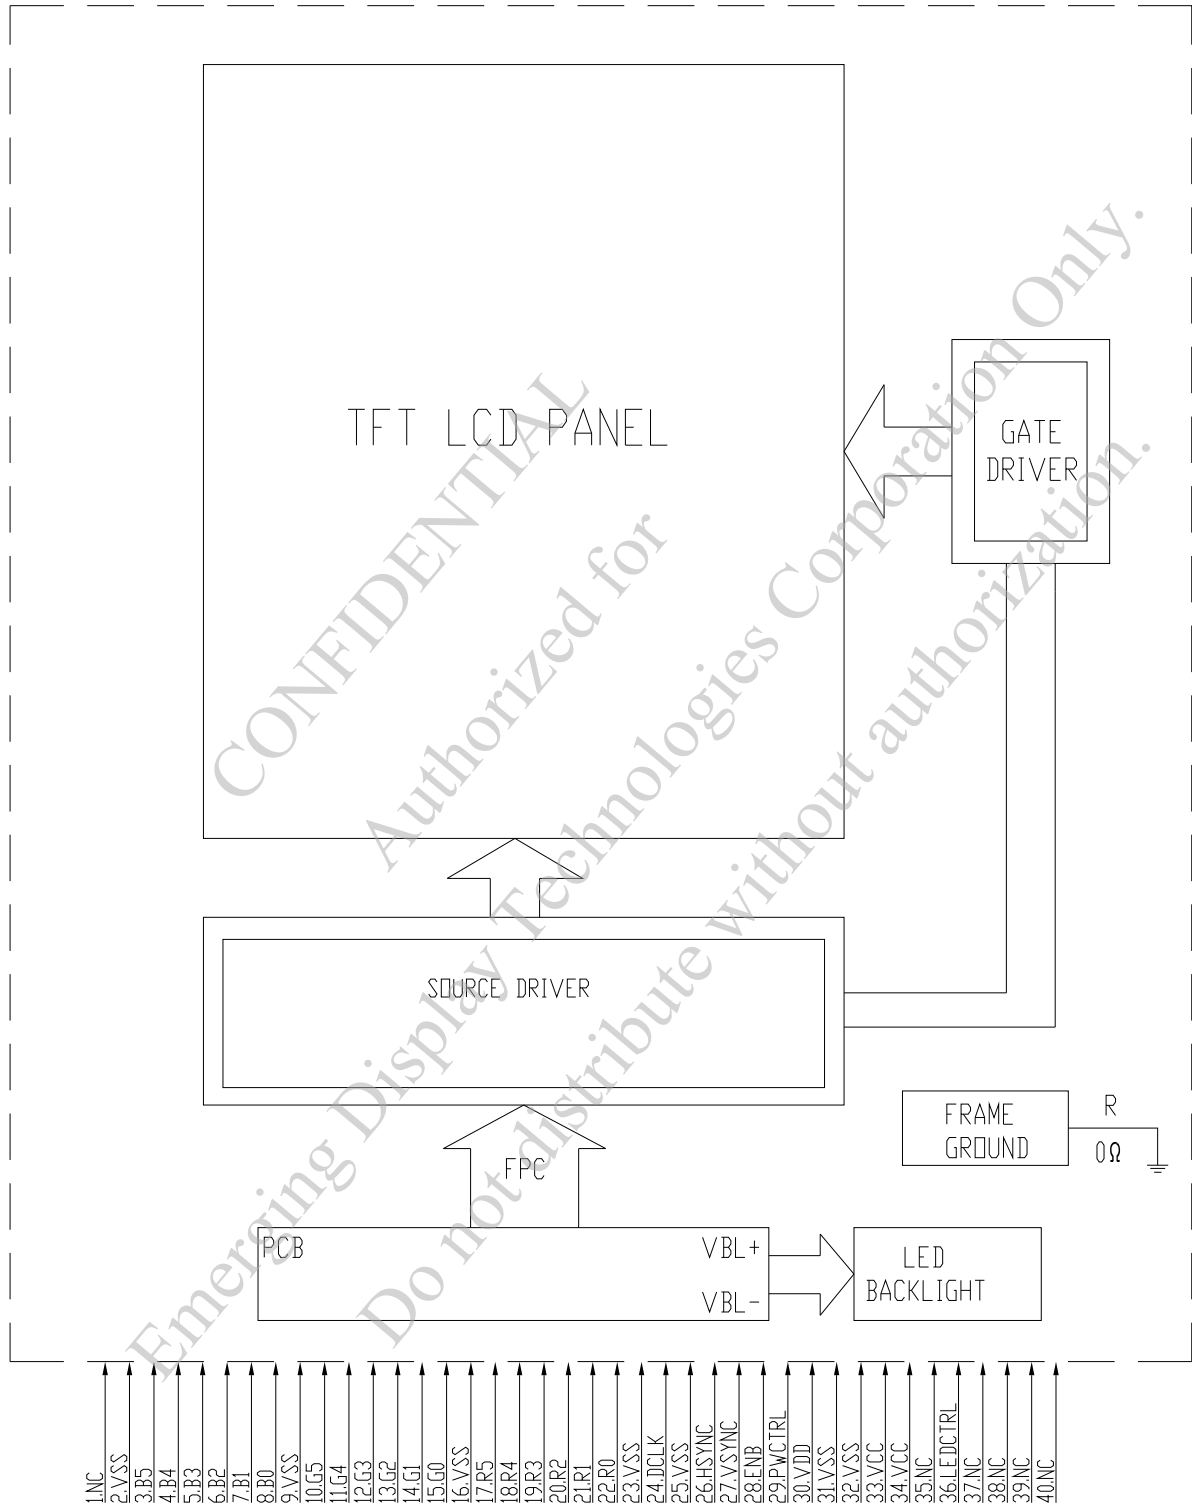 TFT LCD PANEL
GATE
DRIVER
SOURCE DRIVER
FRAME
GROUND
R
0Ω
FPC
PCB
VBL+
VBL-
LED
BACKLIGHT
1.NC
2.VSS
3.B5
4.B4
5.B3
6.B2
7.B1
8.B0
9.VSS
10.G5
11.G4
12.G3
13.G2
14.G1
15.G0
16.VSS
17.R5
18.R4
19.R3
20.R2
21.R1
22.R0
23.VSS
24.DCLK
25.VSS
26.HSYNC
27.VSYNC
28.ENB
29.PWCTRL
30.VDD
31.VSS
32.VSS
33.VCC
34.VCC
35.NC
36.LEDCTRL
37.NC
38.NC
39.NC
40.NC
CONFIDENTIAL
Authorized for
Emerging Display Technologies Corporation Only.
Do not distribute without authorization.